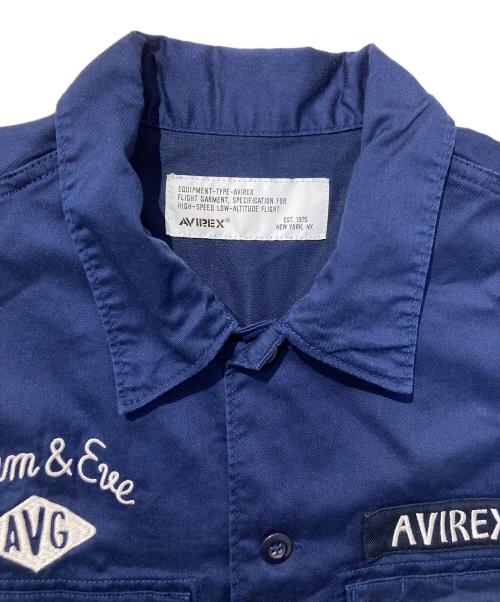 EQUIPMENT-TYPE-AVIREX
FLIGHT GARMENT, SPECIFICATION FOR
HIGH-SPEED LOW-ALTITUDE FLIGHT
AVIREX®
EST. 1975
NEW YORK. NY.
& Eve
AVG
AVIREX